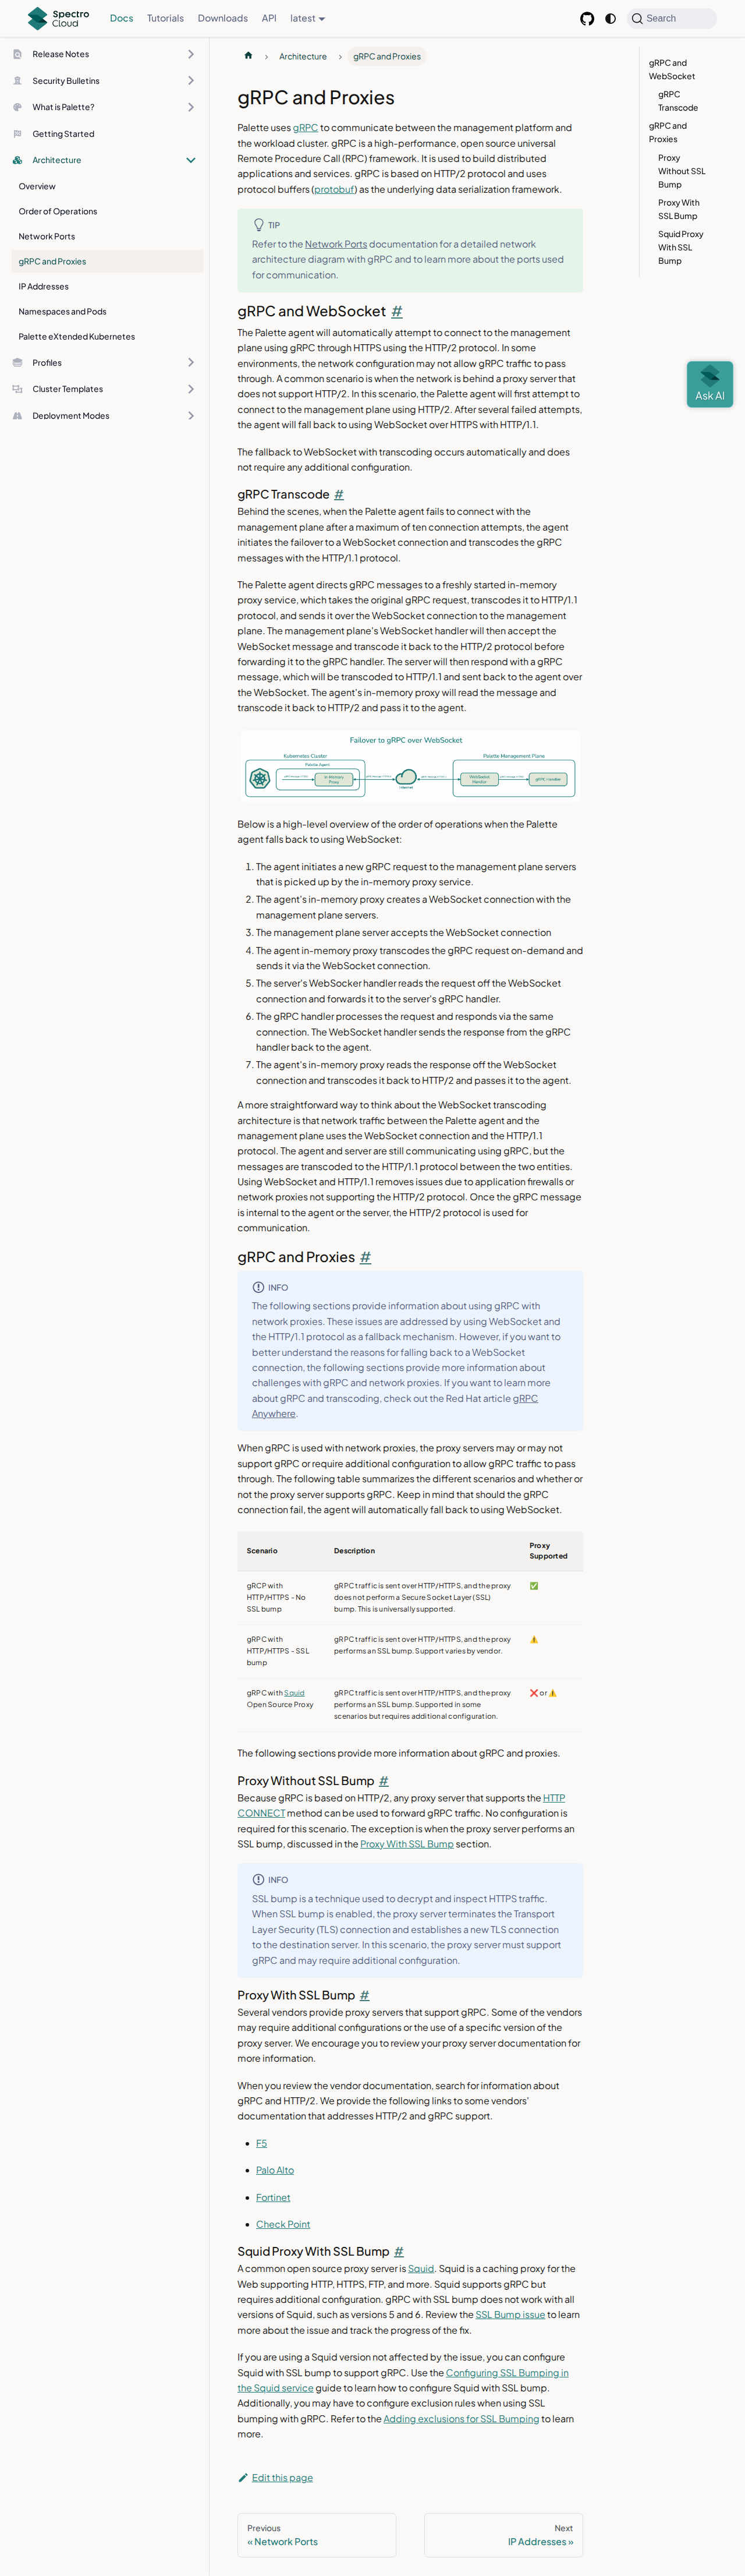 Spectro
Cloud
Docs
Tutorials
Downloads
API
latest
Search
Release Notes
Security Bulletins
What is Palette?
Getting Started
Architecture
Overview
Order of Operations
Network Ports
gRPC and Proxies
IP Addresses
Namespaces and Pods
Palette eXtended Kubernetes
Profiles
Cluster Templates
Deployment Modes
Architecture
gRPC and Proxies
gRPC and Proxies
Palette uses gRPC to communicate between the management platform and
the workload cluster. gRPC is a high-performance, open source universal
Remote Procedure Call (RPC) framework. It is used to build distributed
applications and services. gRPC is based on HTTP/2 protocol and uses
protocol buffers (protobuf) as the underlying data serialization framework.
TIP
Refer to the Network Ports documentation for a detailed network
architecture diagram with gRPC and to learn more about the ports used
for communication.
gRPC and WebSocket #
The Palette agent will automatically attempt to connect to the management
plane using gRPC through HTTPS using the HTTP/2 protocol. In some
environments, the network configuration may not allow gRPC traffic to pass
through. A common scenario is when the network is behind a proxy server that
does not support HTTP/2. In this scenario, the Palette agent will first attempt to
connect to the management plane using HTTP/2. After several failed attempts,
the agent will fall back to using WebSocket over HTTPS with HTTP/1.1.
The fallback to WebSocket with transcoding occurs automatically and does
not require any additional configuration.
gRPC Transcode #
Behind the scenes, when the Palette agent fails to connect with the
management plane after a maximum of ten connection attempts, the agent
initiates the failover to a WebSocket connection and transcodes the gRPC
messages with the HTTP/1.1 protocol.
The Palette agent directs gRPC messages to a freshly started in-memory
proxy service, which takes the original gRPC request, transcodes it to HTTP/1.1
protocol, and sends it over the WebSocket connection to the management
plane. The management plane's WebSocket handler will then accept the
WebSocket message and transcode it back to the HTTP/2 protocol before
forwarding it to the gRPC handler. The server will then respond with a gRPC
message, which will be transcoded to HTTP/1.1 and sent back to the agent over
the WebSocket. The agent's in-memory proxy will read the message and
transcode it back to HTTP/2 and pass it to the agent.
Failover to gRPC over WebSocket
Kubernetes Cluster
Palette Agent
In-Memory
Proxy
Internet
Palette Management Plane
WebSocket
Handler
gRPC Handler
Below is a high-level overview of the order of operations when the Palette
agent falls back to using WebSocket:
1. The agent initiates a new gRPC request to the management plane servers
that is picked up by the in-memory proxy service.
2. The agent's in-memory proxy creates a WebSocket connection with the
management plane servers.
3. The management plane server accepts the WebSocket connection
4. The agent in-memory proxy transcodes the gRPC request on-demand and
sends it via the WebSocket connection.
5. The server's WebSocker handler reads the request off the WebSocket
connection and forwards it to the server's gRPC handler.
6. The gRPC handler processes the request and responds via the same
connection. The WebSocket handler sends the response from the gRPC
handler back to the agent.
7. The agent's in-memory proxy reads the response off the WebSocket
connection and transcodes it back to HTTP/2 and passes it to the agent.
A more straightforward way to think about the WebSocket transcoding
architecture is that network traffic between the Palette agent and the
management plane uses the WebSocket connection and the HTTP/1.1
protocol. The agent and server are still communicating using gRPC, but the
messages are transcoded to the HTTP/1.1 protocol between the two entities.
Using WebSocket and HTTP/1.1 removes issues due to application firewalls or
network proxies not supporting the HTTP/2 protocol. Once the gRPC message
is internal to the agent or the server, the HTTP/2 protocol is used for
communication.
gRPC and Proxies #
INFO
The following sections provide information about using gRPC with
network proxies. These issues are addressed by using WebSocket and
the HTTP/1.1 protocol as a fallback mechanism. However, if you want to
better understand the reasons for falling back to a WebSocket
connection, the following sections provide more information about
challenges with gRPC and network proxies. If you want to learn more
about gRPC and transcoding, check out the Red Hat article gRPC
Anywhere.
When gRPC is used with network proxies, the proxy servers may or may not
support gRPC or require additional configuration to allow gRPC traffic to pass
through. The following table summarizes the different scenarios and whether or
not the proxy server supports gRPC. Keep in mind that should the gRPC
connection fail, the agent will automatically fall back to using WebSocket.
Scenario
Description
Proxy
Supported
gRCP with
HTTP/HTTPS - No
SSL bump
gRPC traffic is sent over HTTP/HTTPS, and the proxy
does not perform a Secure Socket Layer (SSL)
bump. This is universally supported.
✅
gRPC with
HTTP/HTTPS - SSL
bump
gRPC traffic is sent over HTTP/HTTPS, and the proxy
performs an SSL bump. Support varies by vendor.
⚠️
gRPC with Squid
Open Source Proxy
gRPC traffic is sent over HTTP/HTTPS, and the proxy
performs an SSL bump. Supported in some
scenarios but requires additional configuration.
❌ or ⚠️
The following sections provide more information about gRPC and proxies.
Proxy Without SSL Bump #
Because gRPC is based on HTTP/2, any proxy server that supports the HTTP
CONNECT method can be used to forward gRPC traffic. No configuration is
required for this scenario. The exception is when the proxy server performs an
SSL bump, discussed in the Proxy With SSL Bump section.
INFO
SSL bump is a technique used to decrypt and inspect HTTPS traffic.
When SSL bump is enabled, the proxy server terminates the Transport
Layer Security (TLS) connection and establishes a new TLS connection
to the destination server. In this scenario, the proxy server must support
gRPC and may require additional configuration.
Proxy With SSL Bump #
Several vendors provide proxy servers that support gRPC. Some of the vendors
may require additional configurations or the use of a specific version of the
proxy server. We encourage you to review your proxy server documentation for
more information.
When you review the vendor documentation, search for information about
gRPC and HTTP/2. We provide the following links to some vendors'
documentation that addresses HTTP/2 and gRPC support.
F5
Palo Alto
Fortinet
Check Point
Squid Proxy With SSL Bump #
A common open source proxy server is Squid. Squid is a caching proxy for the
Web supporting HTTP, HTTPS, FTP, and more. Squid supports gRPC but
requires additional configuration. gRPC with SSL bump does not work with all
versions of Squid, such as versions 5 and 6. Review the SSL Bump issue to learn
more about the issue and track the progress of the fix.
If you are using a Squid version not affected by the issue, you can configure
Squid with SSL bump to support gRPC. Use the Configuring SSL Bumping in
the Squid service guide to learn how to configure Squid with SSL bump.
Additionally, you may have to configure exclusion rules when using SSL
bumping with gRPC. Refer to the Adding exclusions for SSL Bumping to learn
more.
Edit this page
Previous
« Network Ports
Next
IP Addresses »
gRPC and
WebSocket
gRPC
Transcode
gRPC and
Proxies
Proxy
Without SSL
Bump
Proxy With
SSL Bump
Squid Proxy
With SSL
Bump
Ask AI